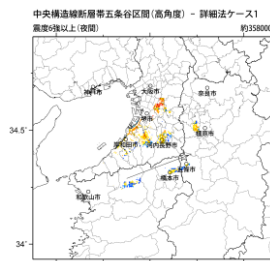 中央構造線断層帯五条谷区間(高角度) - 詳細法ケース1
震度6強以上(夜間)
約358000
神戸市
大阪市
奈良市
堺市
34.5°
岸和田市
河内長野市
橿原市
五條市
橋本市
和歌山市
34°